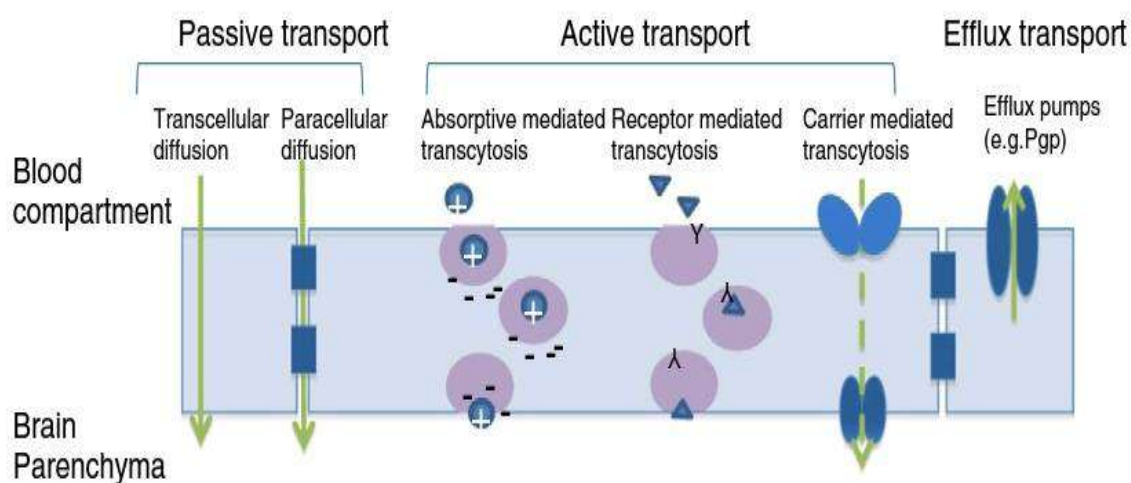 Passive transport
Active transport
Efflux transport
Transcellular
diffusion
Paracellular
diffusion
Absorptive mediated
transcytosis
Receptor mediated
transcytosis
Carrier mediated
transcytosis
Efflux pumps
(e.g.Pgp)
Blood
compartment
+
+
+
+
Y
Y
Y
Brain
Parenchyma